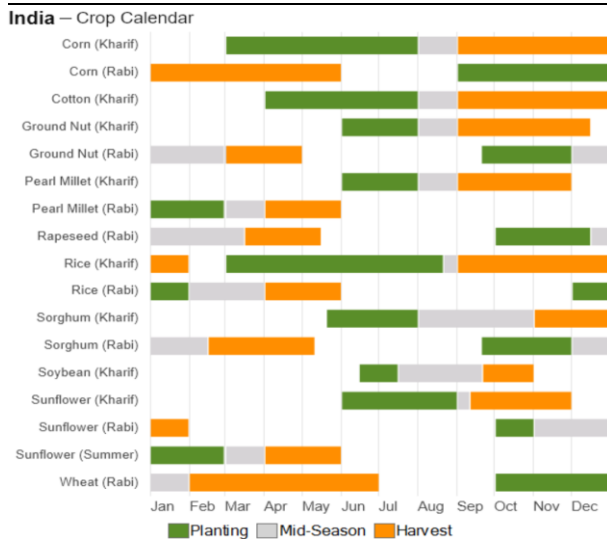 India – Crop Calendar
Corn (Kharif)
Corn (Rabi)
Cotton (Kharif)
Ground Nut (Kharif)
Ground Nut (Rabi)
Pearl Millet (Kharif)
Pearl Millet (Rabi)
Rapeseed (Rabi)
Rice (Kharif)
Rice (Rabi)
Sorghum (Kharif)
Sorghum (Rabi)
Soybean (Kharif)
Sunflower (Kharif)
Sunflower (Rabi)
Sunflower (Summer)
Wheat (Rabi)
Jan Feb Mar Apr May Jun Jul Aug Sep Oct Nov Dec
Planting Mid-Season Harvest